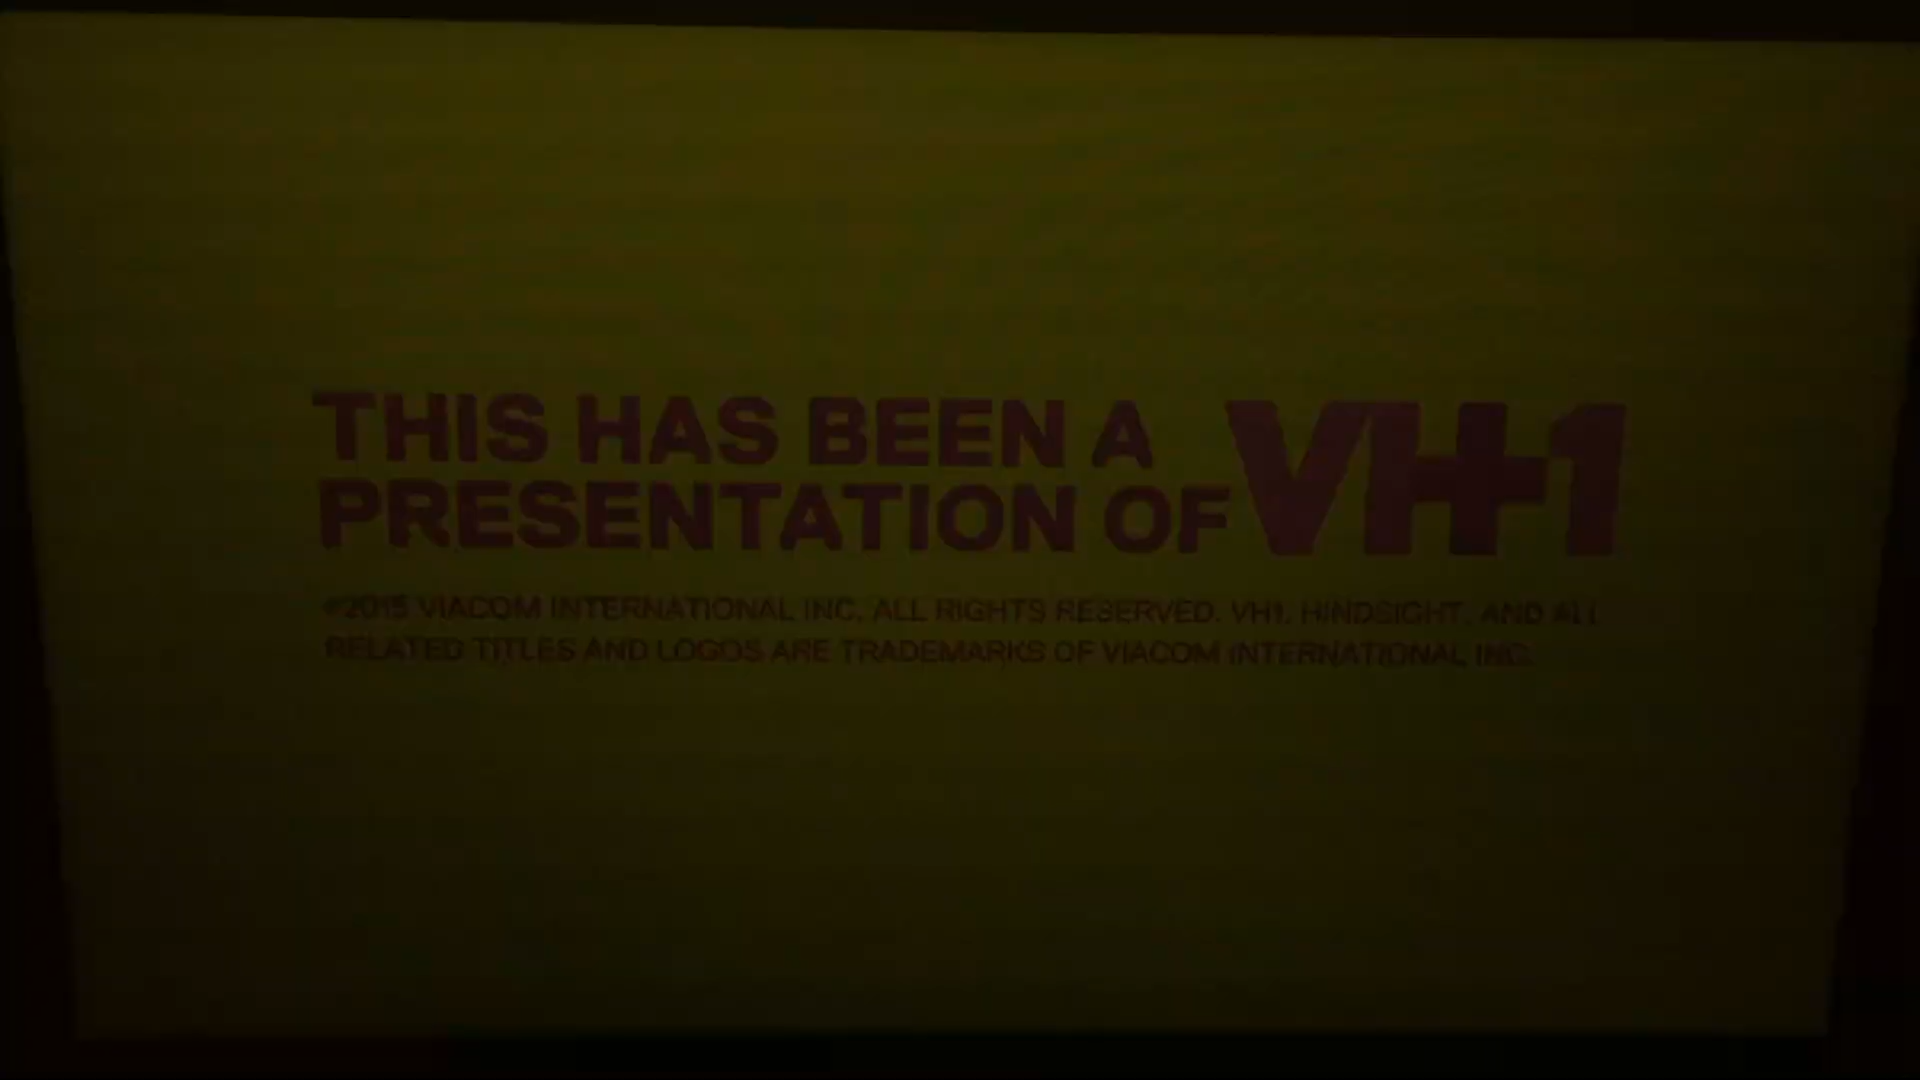 THIS HAS BEEN A VH1
PRESENTATION OF
©2015 VIACOM INTERNATIONAL INC. ALL RIGHTS RESERVED. VH1, HINDSIGHT, AND ALL
RELATED TITLES AND LOGOS ARE TRADEMARKS OF VIACOM INTERNATIONAL INC.